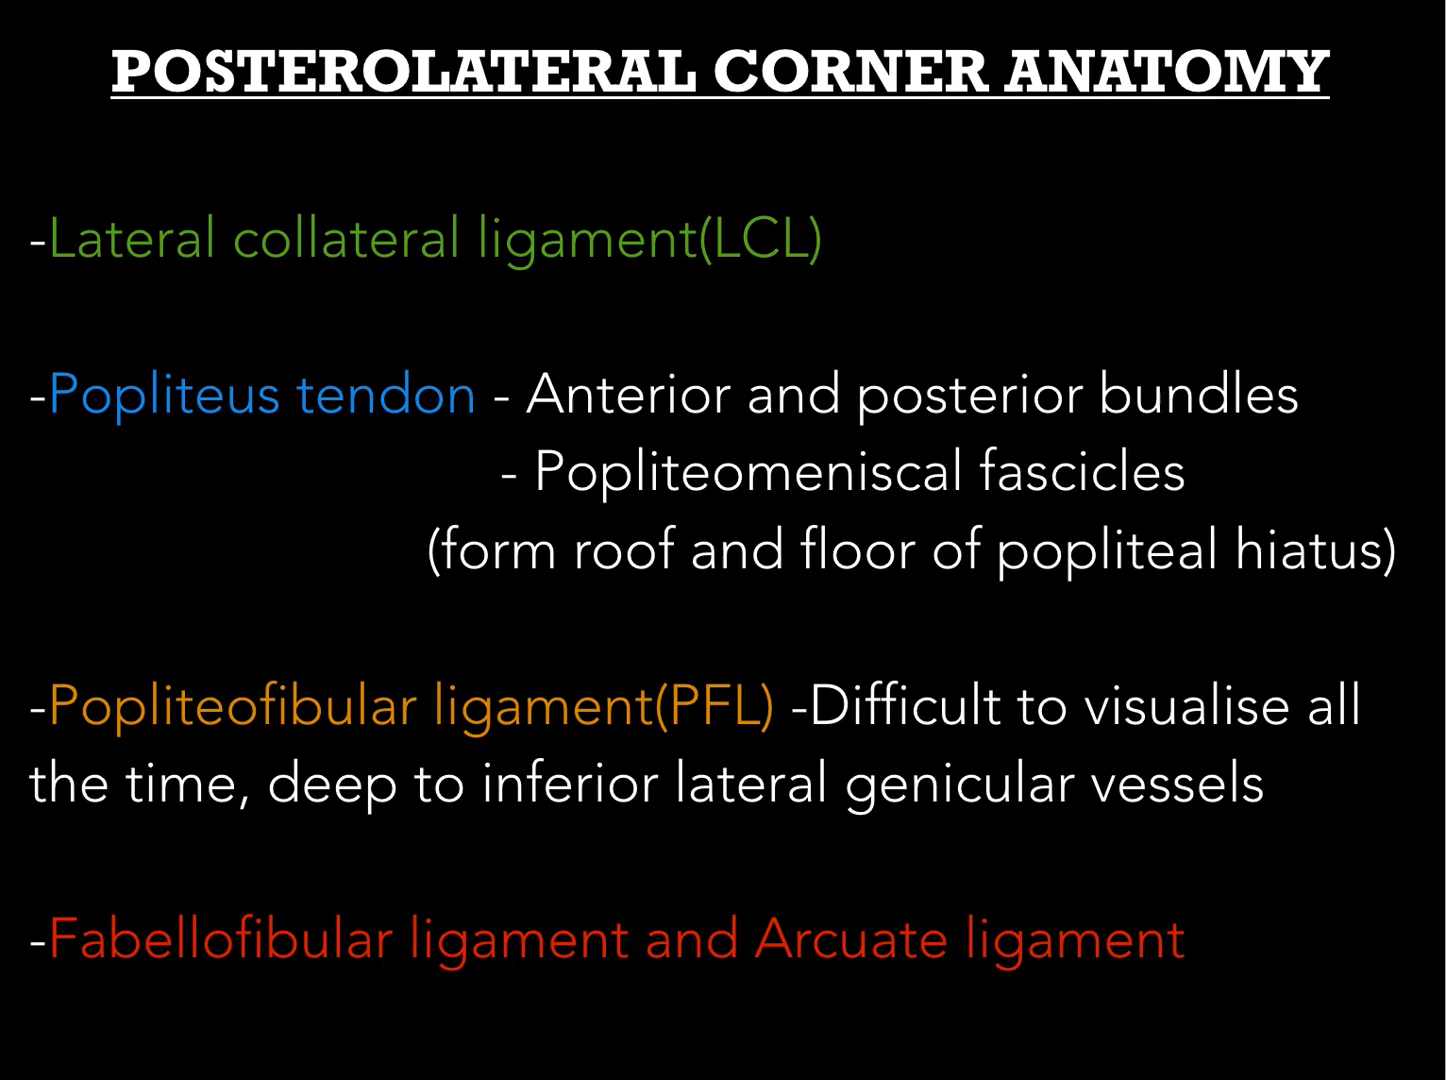 POSTEROLATERAL CORNER ANATOMY
-Lateral collateral ligament(LCL)
-Popliteus tendon - Anterior and posterior bundles
- Popliteomeniscal fascicles
(form roof and floor of popliteal hiatus)
-Popliteofibular ligament(PFL) -Difficult to visualise all
the time, deep to inferior lateral genicular vessels
-Fabellofibular ligament and Arcuate ligament